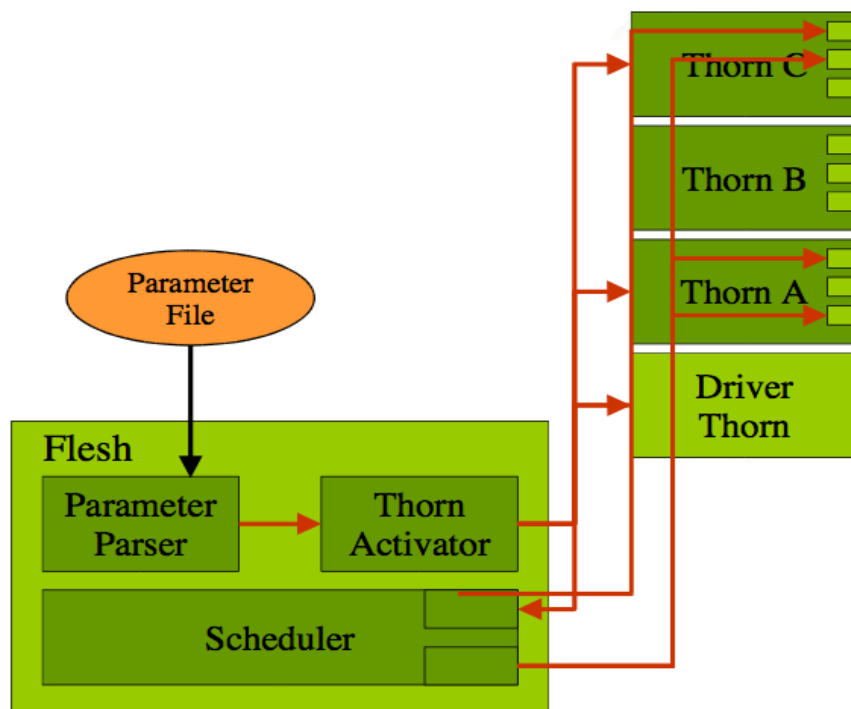 Thorn C
Thorn B
Thorn A
Driver
Thorn
Parameter
File
Flesh
Parameter
Parser
Thorn
Activator
Scheduler